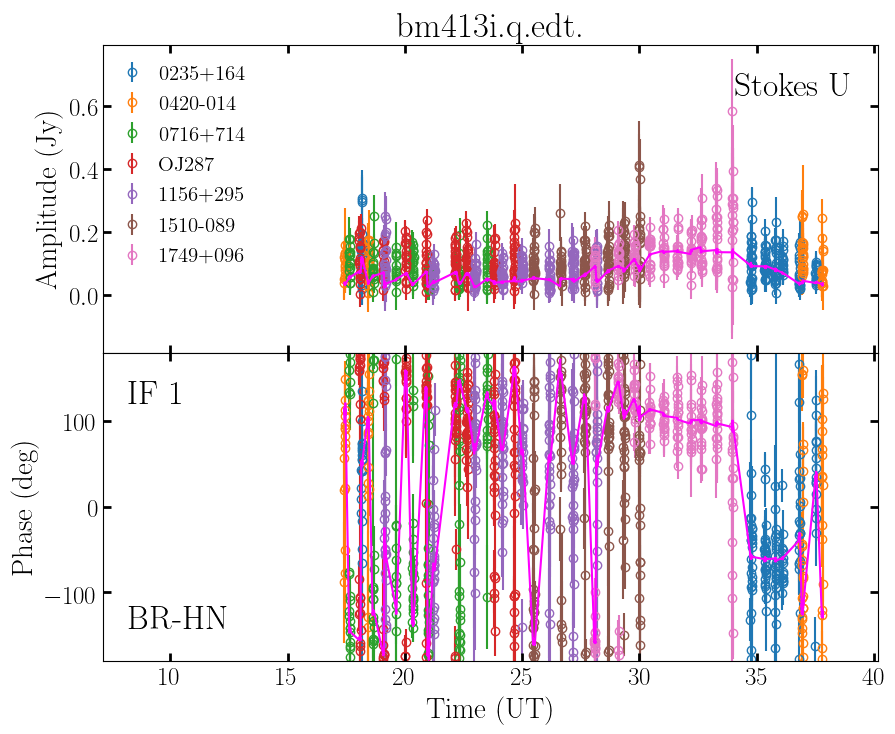 bm413i.q.edt.
0235+164
0420-014
0716+714
OJ287
1156+295
1510-089
1749+096
Stokes U
Amplitude (Jy)
0.6
0.4
0.2
0.0
IF 1
BR-HN
Phase (deg)
100
0
−100
10 15 20 25 30 35 40
Time (UT)